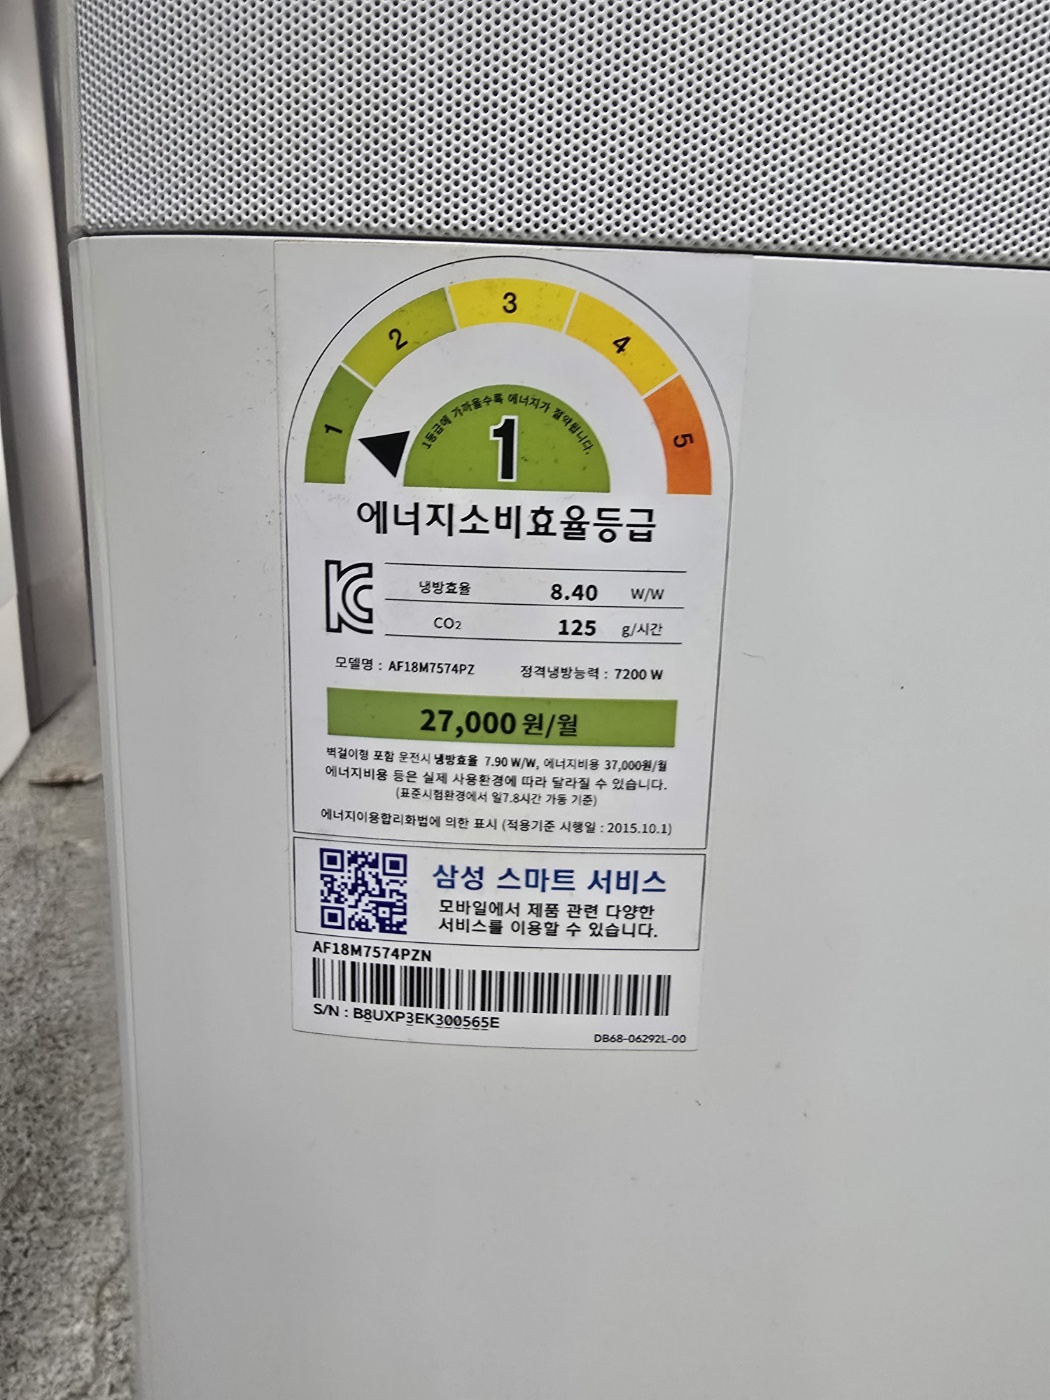 1
2
3
4
5
1등급에 가까울수록 에너지가 절약됩니다.
1
에너지소비효율등급
냉방효율 8.40 W/W
CO₂ 125 g/시간
모델명 : AF18M7574PZ 정격냉방능력 : 7200 W
27,000 원/월
벽걸이형 포함 운전시 냉방효율 7.90 W/W, 에너지비용 37,000원/월
에너지비용 등은 실제 사용환경에 따라 달라질 수 있습니다.
(표준시험환경에서 일7.8시간 가동 기준)
에너지이용합리화법에 의한 표시 (적용기준 시행일 : 2015.10.1)
삼성 스마트 서비스
모바일에서 제품 관련 다양한
서비스를 이용할 수 있습니다.
AF18M7574PZN
S/N : B8UXP3EK300565E
DB68-06292L-00